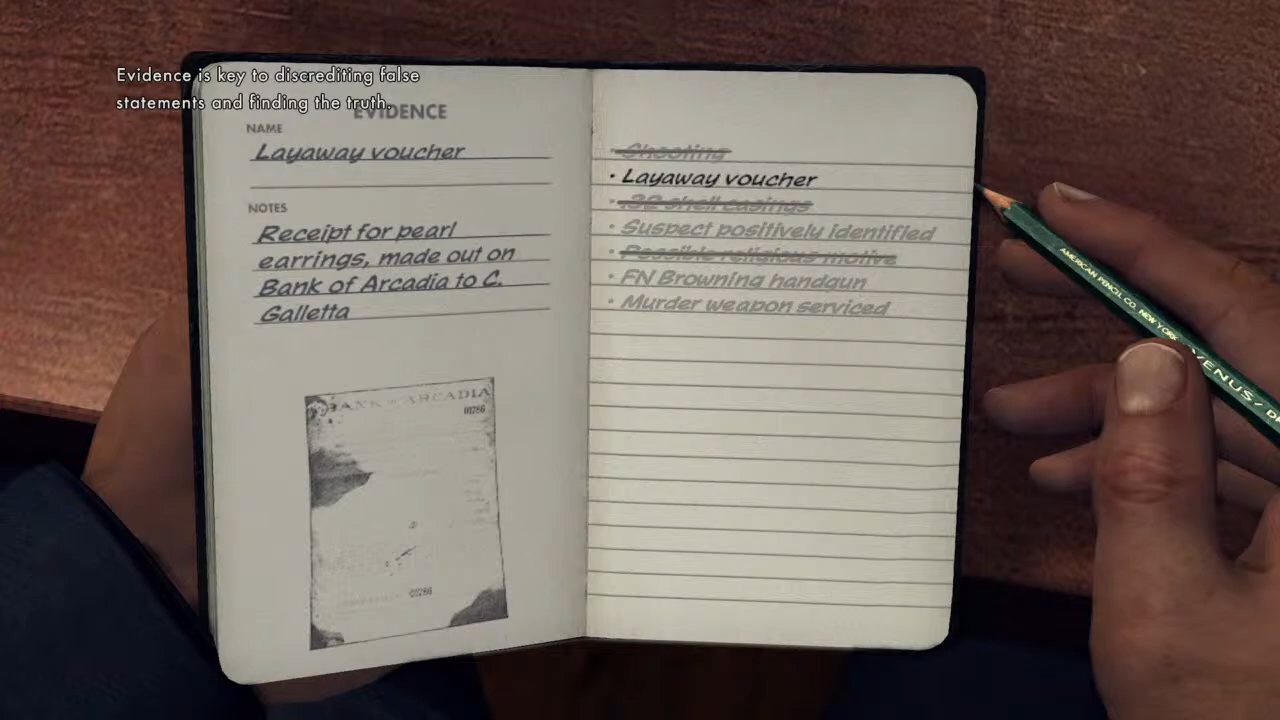 Evidence is key to discrediting false
statements and finding the truth.
EVIDENCE
NAME
Layaway voucher
NOTES
Receipt for pearl
earrings, made out on
Bank of Arcadia to C.
Galletta
BANK OF ARCADIA
01766
01766
· Shooting
· Layaway voucher
· .32 shell casings
· Suspect positively identified
· Possible religious motive
· FN Browning handgun
· Murder weapon serviced
AMERICAN PENCIL CO. NEW YORK
VENUS